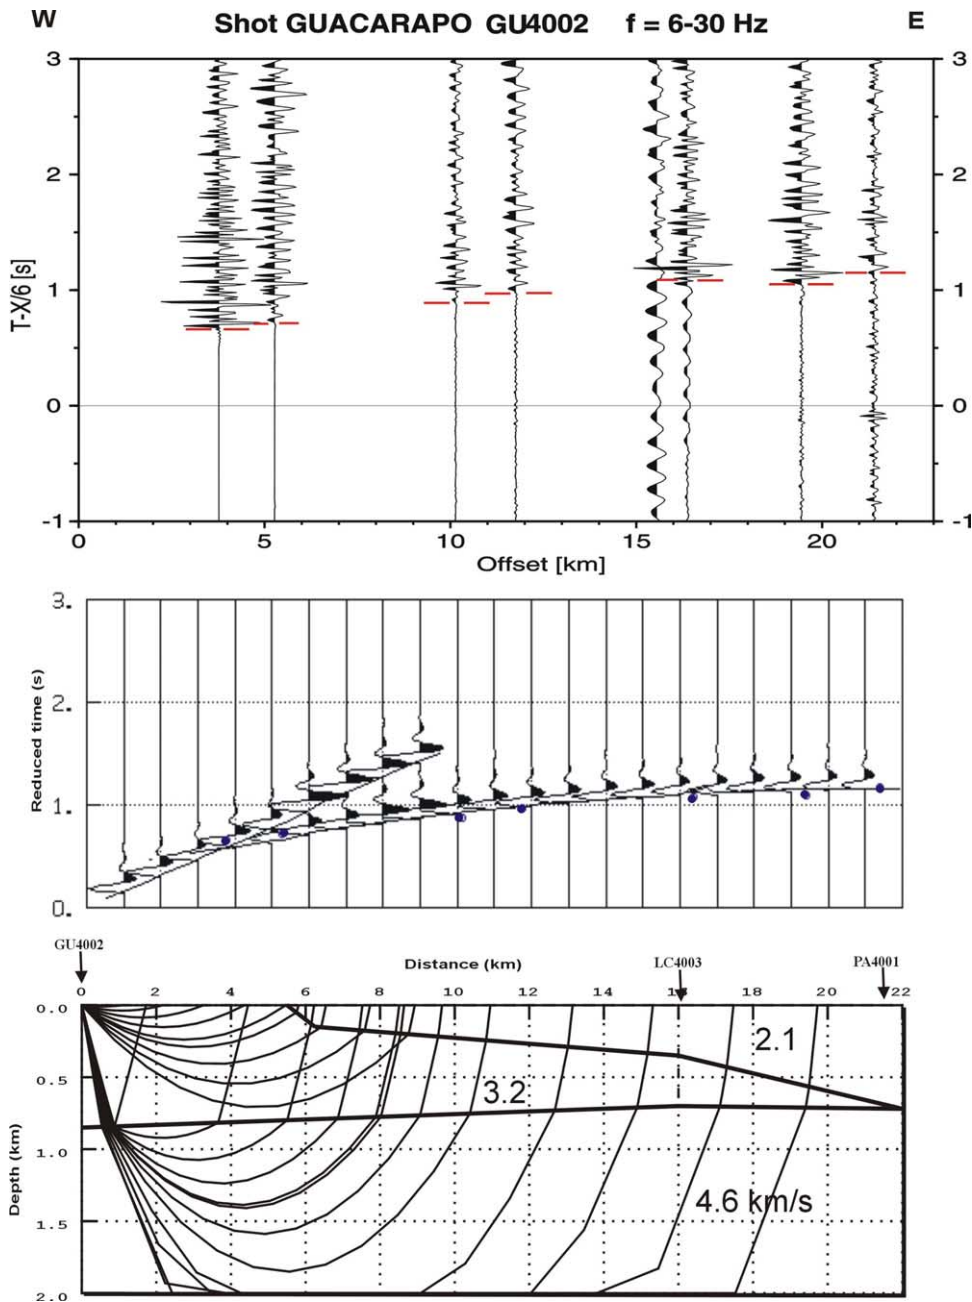 W Shot GUACARAPO GU4002 f = 6-30 Hz E
3 3
2 2
T-X/6 [s]
1 1
0 0
-1 -1
0 5 10 15 20
Offset [km]
3.
2.
Reduced time (s)
1.
0.
GU4002
Distance (km) LC4003 PA4001
0 2 4 6 8 10 12 14 16 18 20 22
0.0
2.1
0.5
3.2
Depth (km)
1.0
4.6 km/s
1.5
2.0